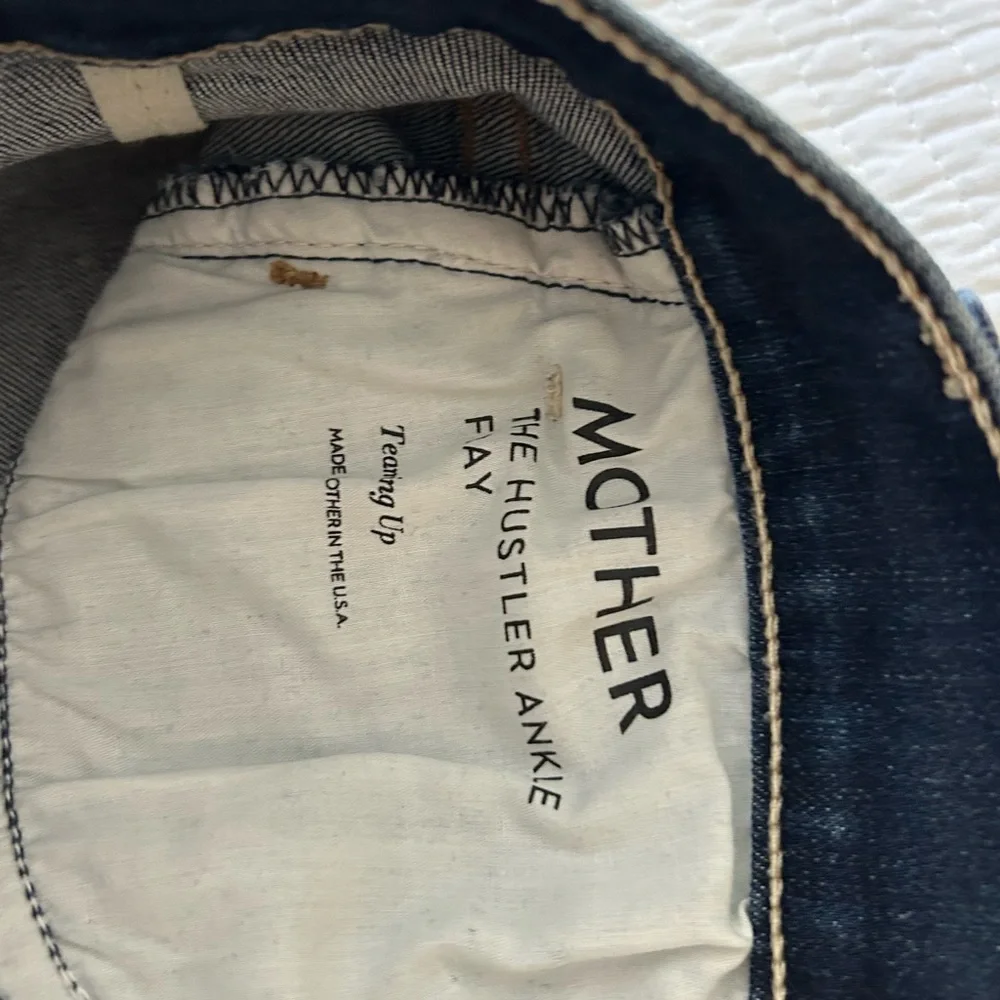 MOTHER
THE HUSTLER ANKLE
FRAY
Tearing Up
MADE OTHER IN THE U.S.A.